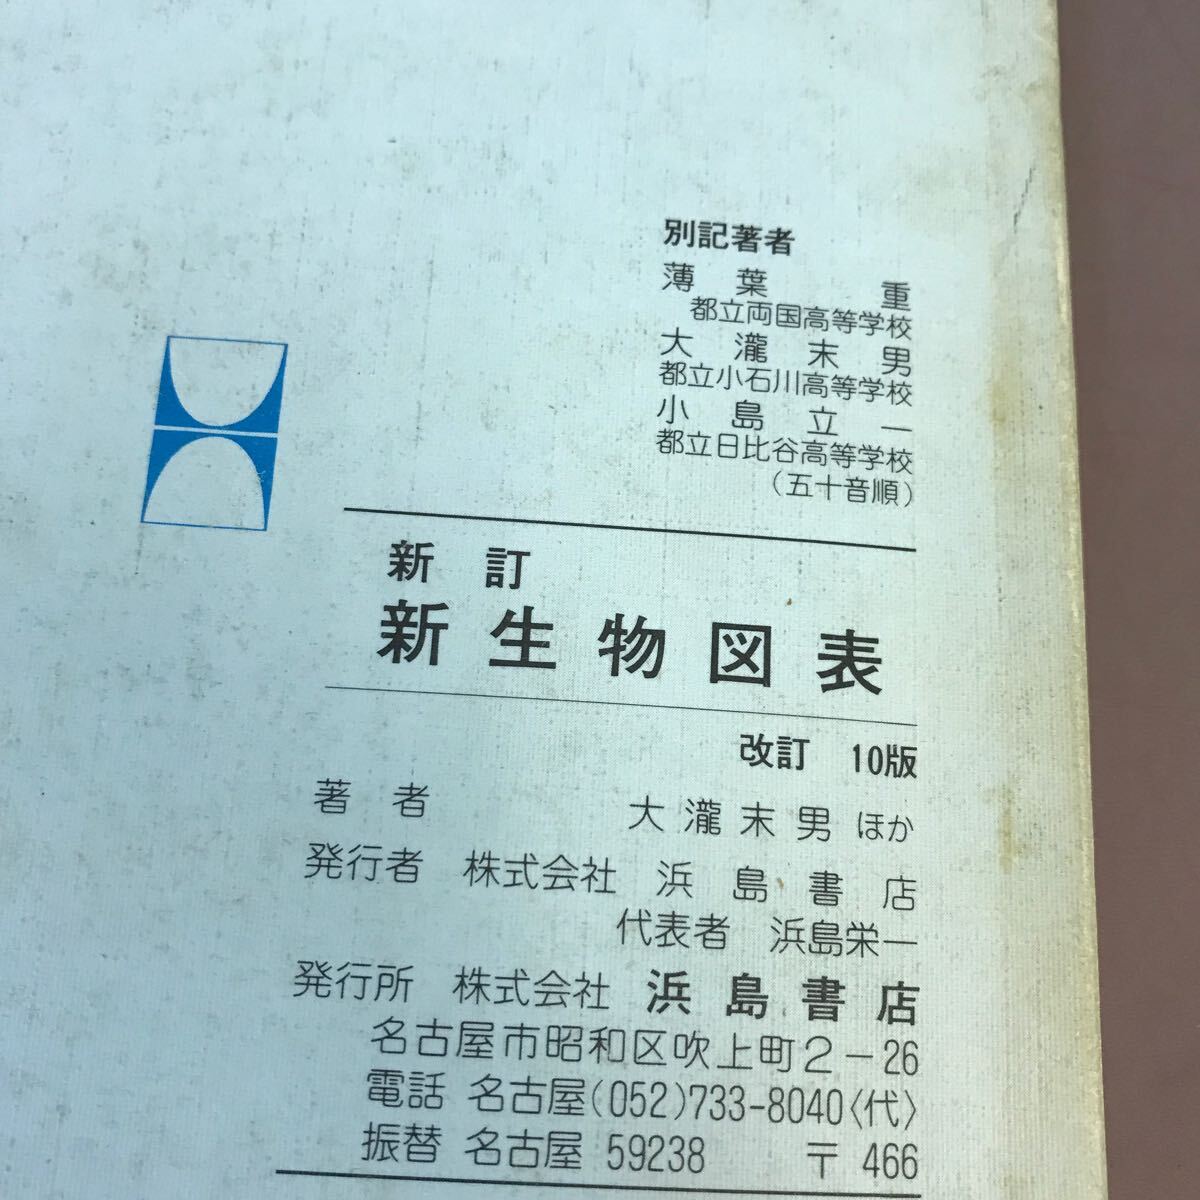 別記著者
薄葉 重
都立両国高等学校
大瀧末男
都立小石川高等学校
小島立一
都立日比谷高等学校
(五十音順)
新訂
新生物図表
改訂 10版
著者 大瀧末男ほか
発行者 株式会社 浜島書店
代表者 浜島栄一
発行所 株式会社 浜島書店
名古屋市昭和区吹上町2-26
電話 名古屋(052)733-8040〈代〉
振替 名古屋 59238 〒466